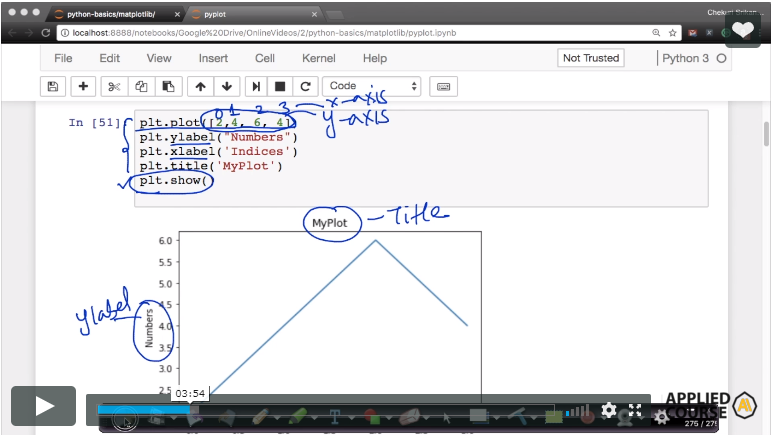 python-basics/matplotlib/
pyplot
localhost:8888/notebooks/Google%20Drive/OnlineVideos/2/python-basics/matplotlib/pyplot.ipynb
File Edit View Insert Cell Kernel Help Not Trusted Python 3
Code
0 1 2 3 x-axis
In [51] plt.plot([2,4, 6, 4]) y-axis
plt.ylabel("Numbers")
plt.xlabel('Indices')
plt.title('MyPlot')
plt.show()
MyPlot - Title
6.0
5.5
5.0
ylabel
4.5
Numbers
4.0
3.5
3.0
2.5
03:54
APPLIED
COURSE